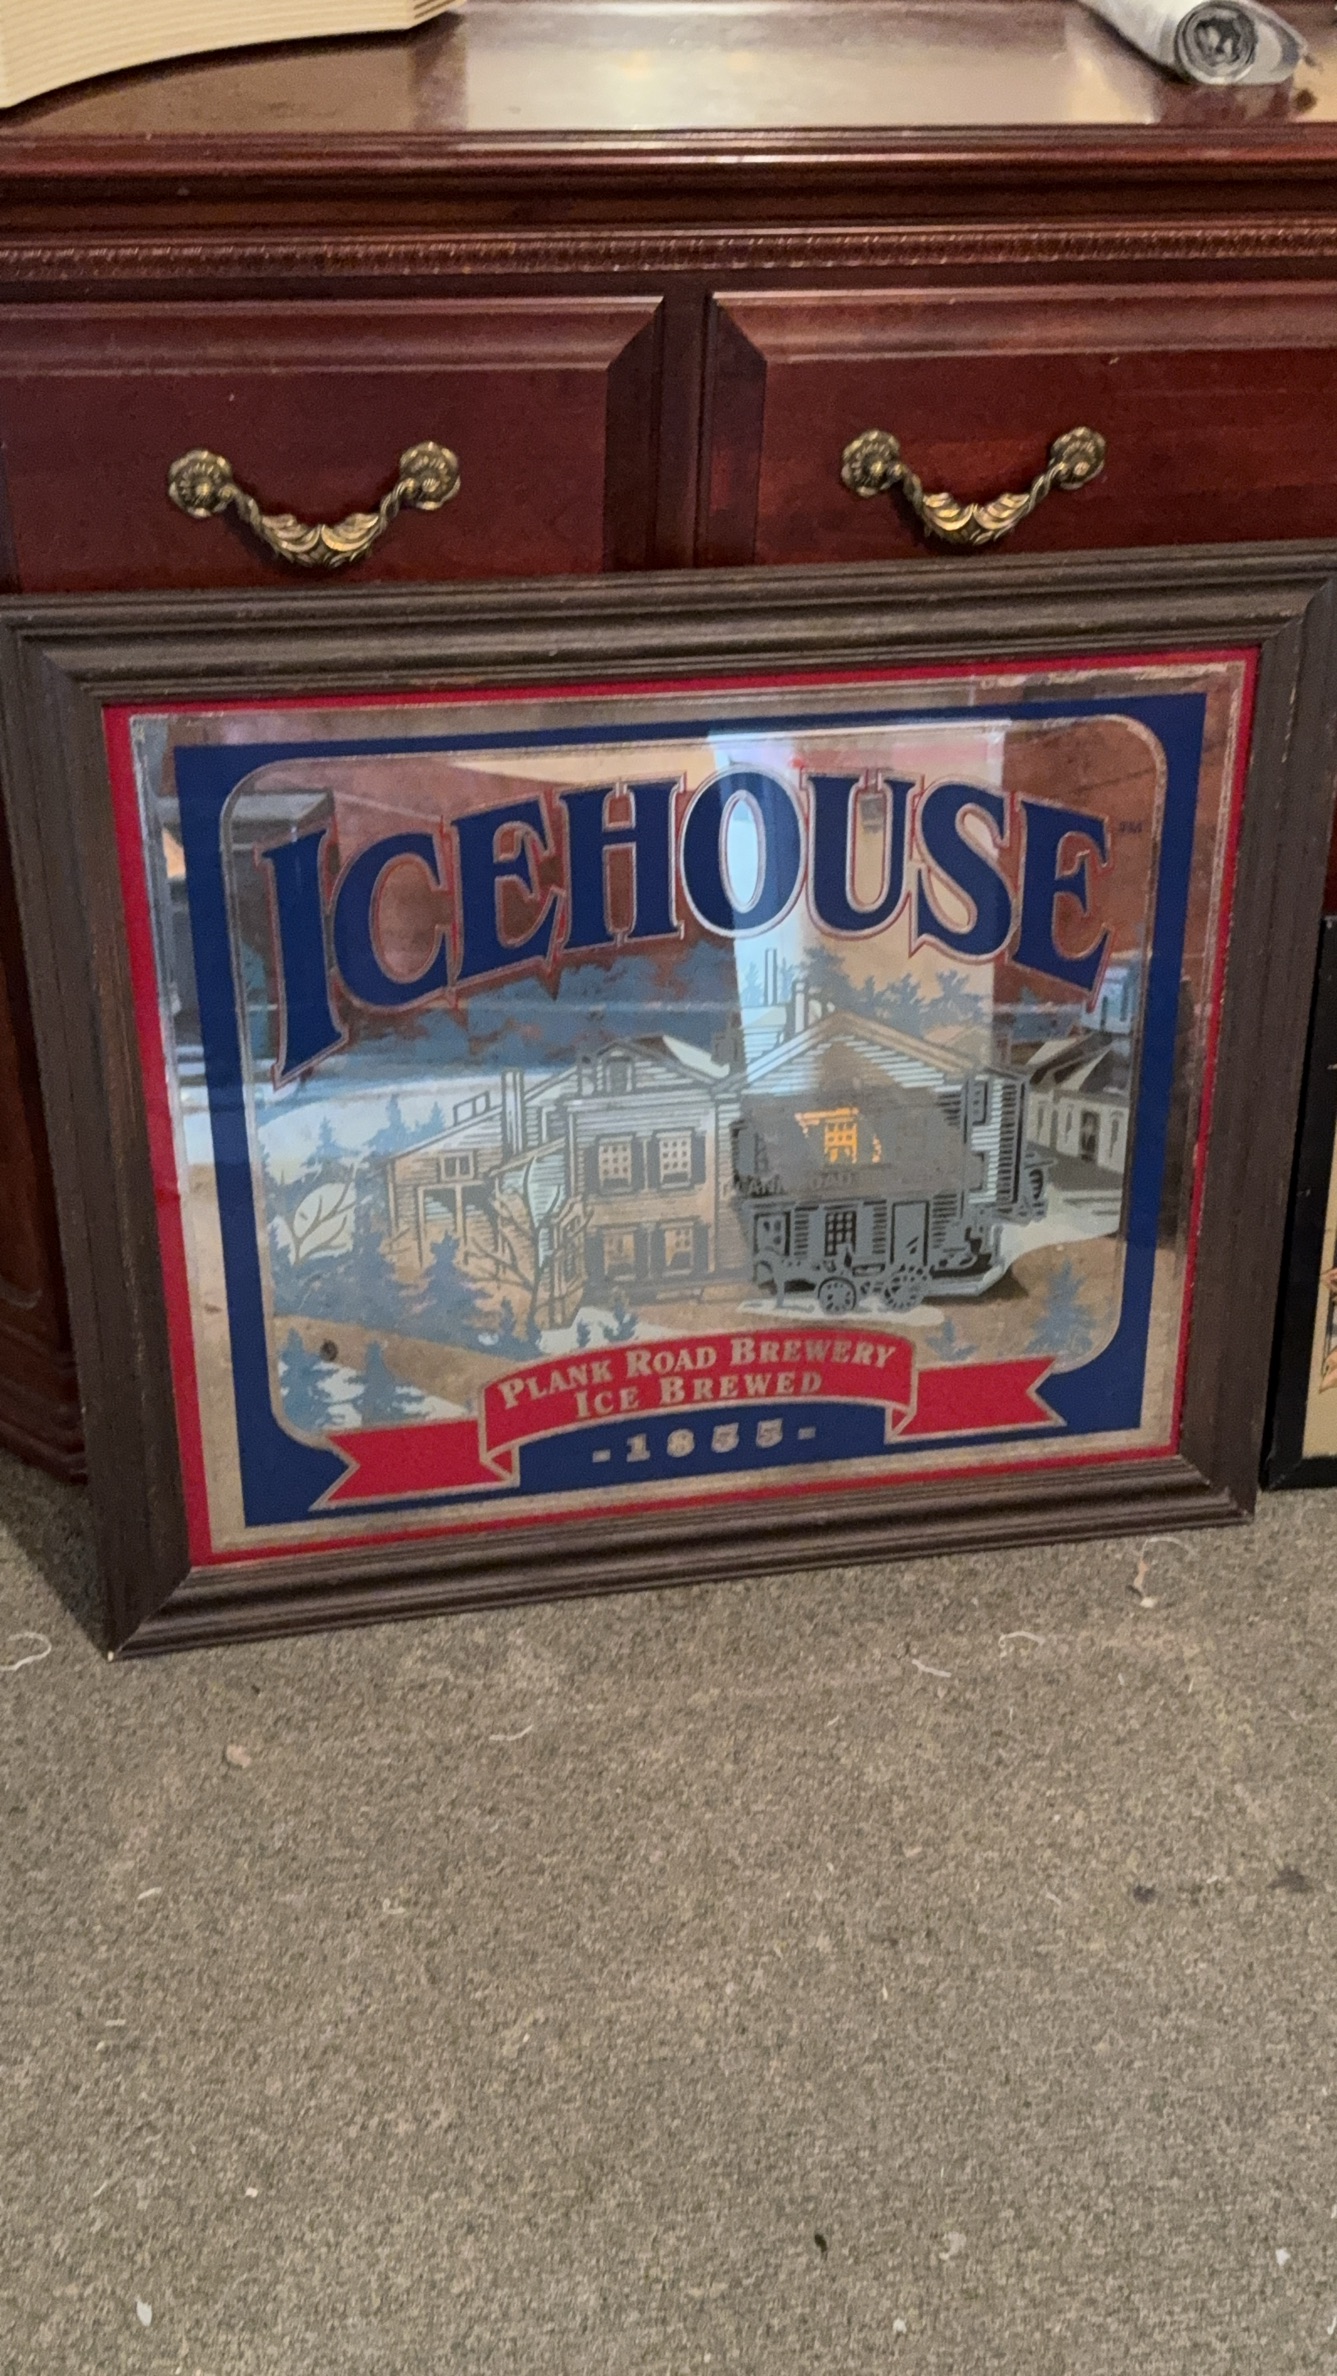 ICEHOUSE
PLANK ROAD BREWERY
ICE BREWED
- 1855 -